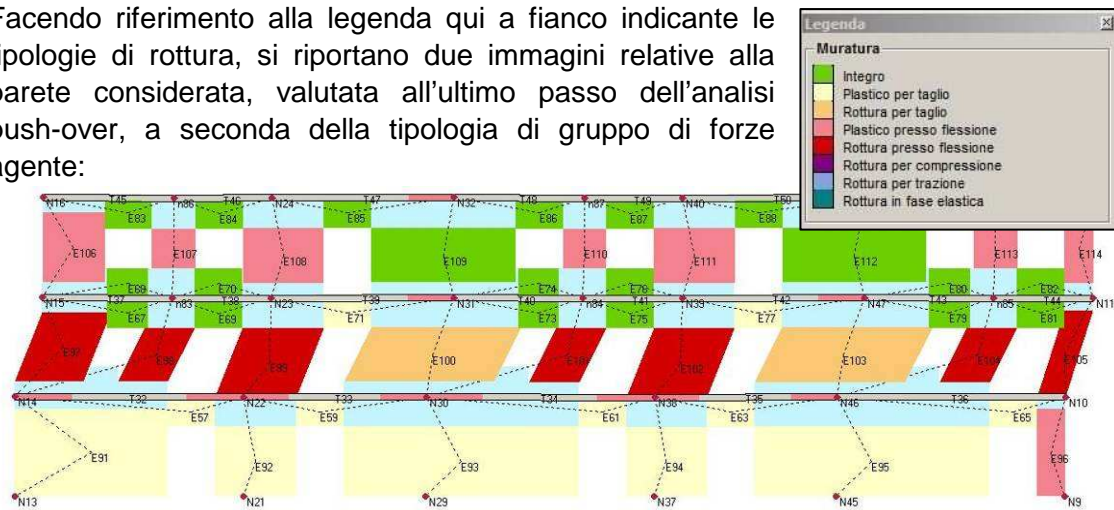 Facendo riferimento alla legenda qui a fianco indicante le
tipologie di rottura, si riportano due immagini relative alla
parete considerata, valutata all'ultimo passo dell'analisi
push-over, a seconda della tipologia di gruppo di forze
agente:
Legenda
Muratura
Integro
Plastico per taglio
Rottura per taglio
Plastico presso flessione
Rottura presso flessione
Rottura per compressione
Rottura per trazione
Rottura in fase elastica
N16 T45 n86 T46 N24 T47 N32 T48 n87 T49 N40 T50
E83 E84 E85 E86 E87 E88
E106 E107 E108 E109 E110 E111 E112 E113 E114
E68 E70 E74 E76 E80 E82
N15 T37 n83 T38 N23 T39 N31 T40 n84 T41 N39 T42 N47 T43 n85 T44 N11
E67 E69 E71 E73 E75 E77 E79 E81
E97 E98 E99 E100 E101 E102 E103 E104 E105
N14 T32 N22 T33 N30 T34 N38 T35 N46 T36 N10
E57 E59 E61 E63 E65
E91 E92 E93 E94 E95 E96
N13 N21 N29 N37 N45 N9